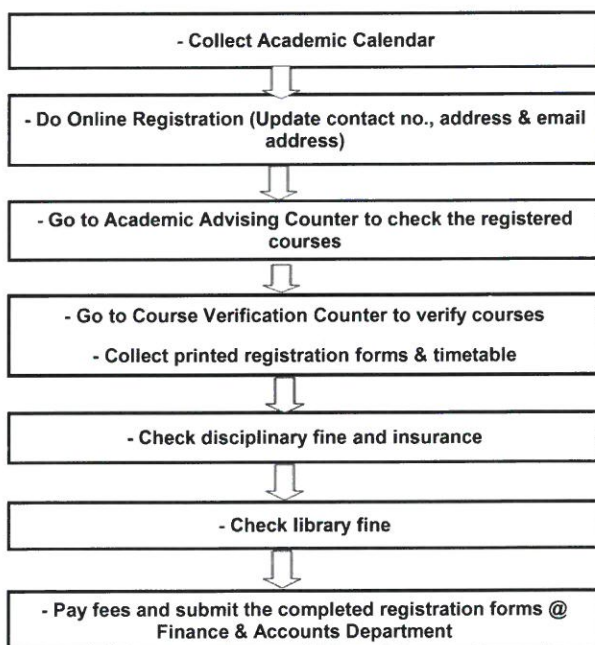 - Collect Academic Calendar
- Do Online Registration (Update contact no., address & email
address)
- Go to Academic Advising Counter to check the registered
courses
- Go to Course Verification Counter to verify courses
- Collect printed registration forms & timetable
- Check disciplinary fine and insurance
- Check library fine
- Pay fees and submit the completed registration forms @
Finance & Accounts Department